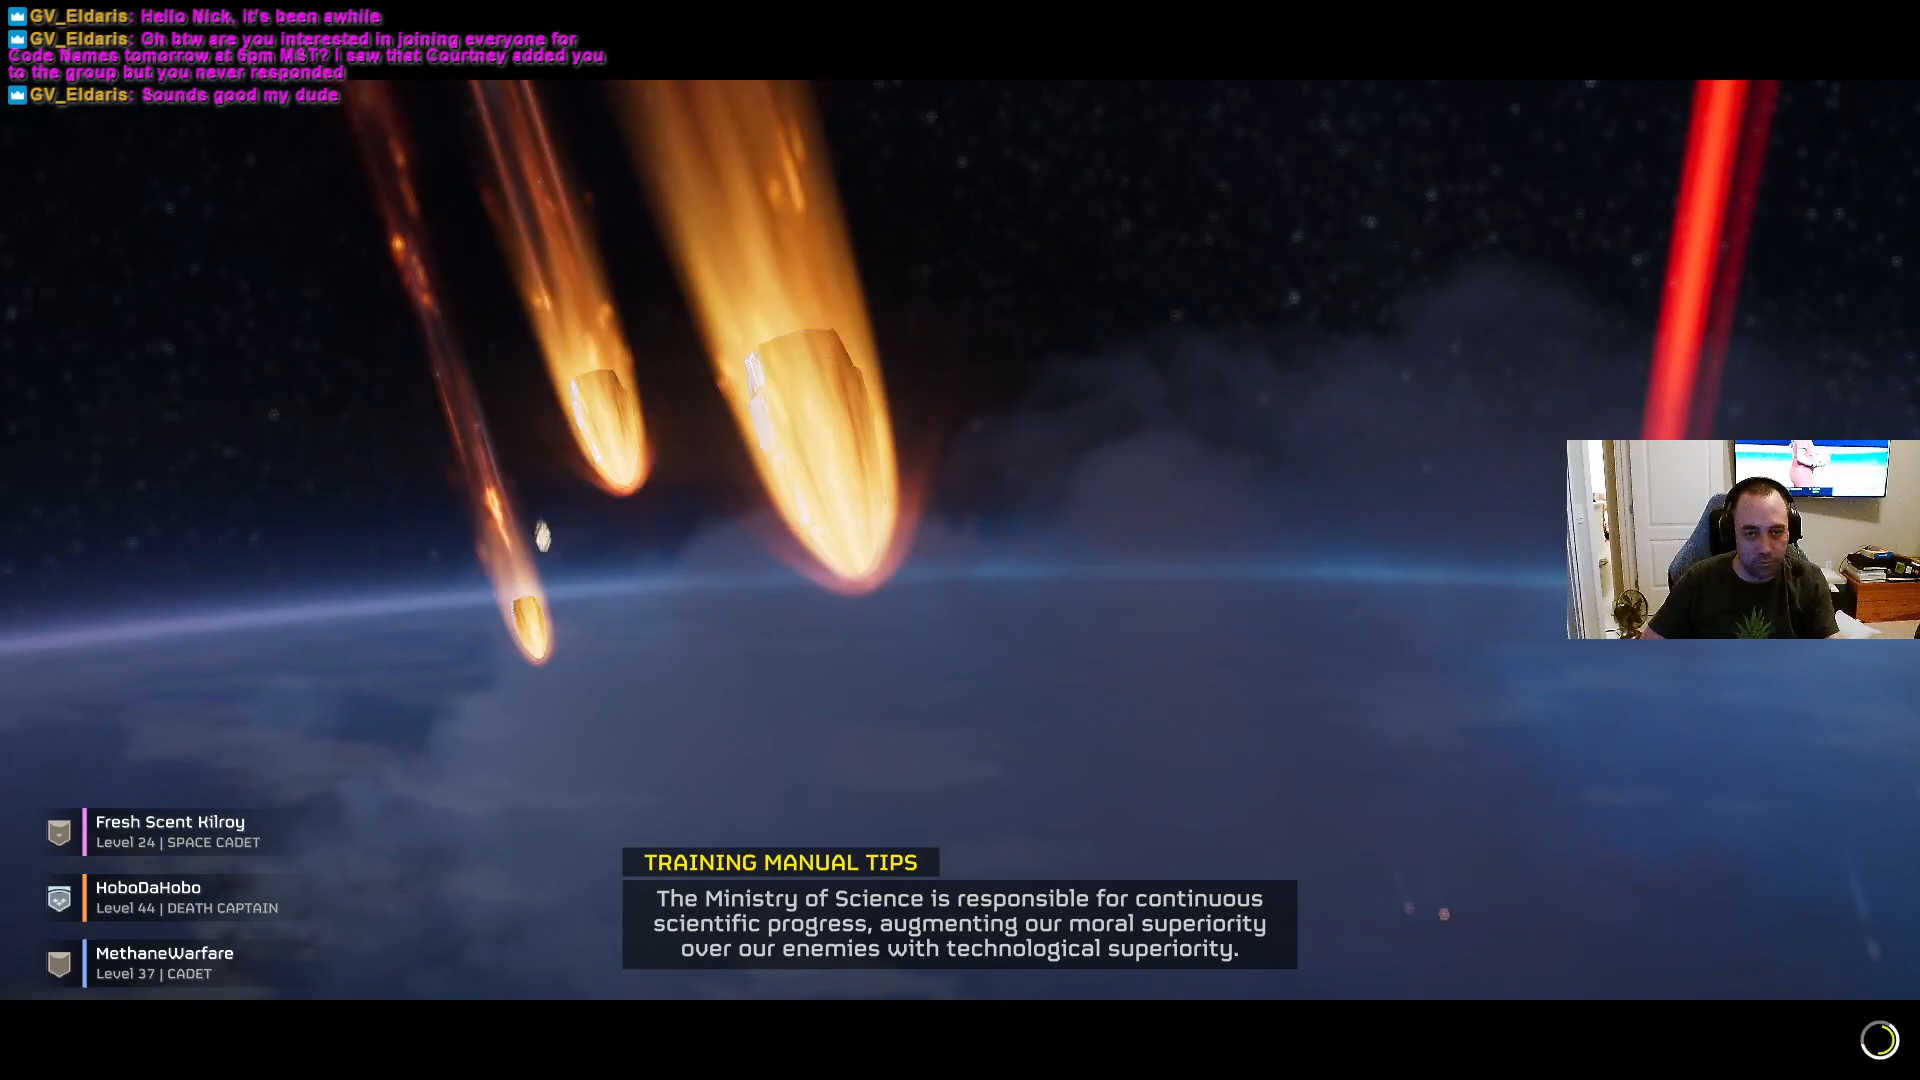 GV_Eldaris: Hello Nick, it's been awhile
GV_Eldaris: Oh btw are you interested in joining everyone for
Code Names tomorrow at 6pm MST? I saw that Courtney added you
to the group but you never responded
GV_Eldaris: Sounds good my dude
Fresh Scent Kilroy
Level 24 | SPACE CADET
HoboDaHobo
Level 44 | DEATH CAPTAIN
MethaneWarfare
Level 37 | CADET
TRAINING MANUAL TIPS
The Ministry of Science is responsible for continuous
scientific progress, augmenting our moral superiority
over our enemies with technological superiority.